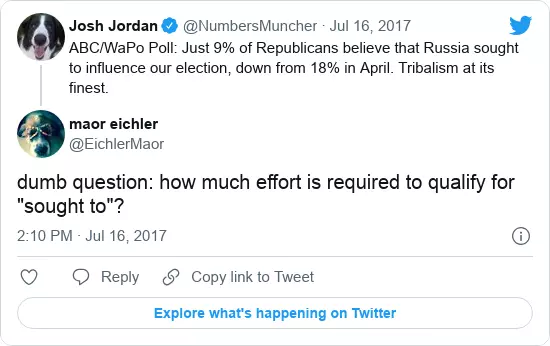 Josh Jordan @NumbersMuncher · Jul 16, 2017
ABC/WaPo Poll: Just 9% of Republicans believe that Russia sought
to influence our election, down from 18% in April. Tribalism at its
finest.
maor eichler
@EichlerMaor
dumb question: how much effort is required to qualify for
"sought to"?
2:10 PM · Jul 16, 2017
Reply
Copy link to Tweet
Explore what's happening on Twitter